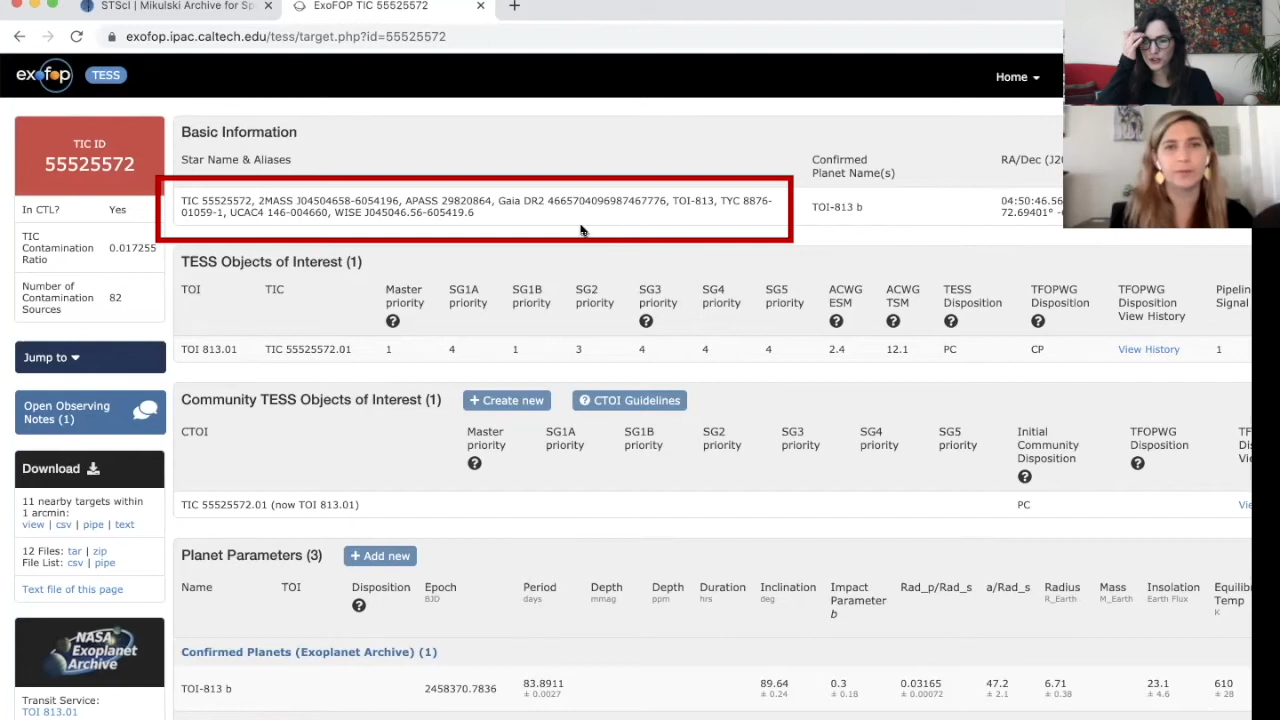 STScI | Mikulski Archive for Sp
ExoFOP TIC 55525572
exofop.ipac.caltech.edu/tess/target.php?id=55525572
exofop TESS
Home
TIC ID
55525572
In CTL? Yes
TIC Contamination Ratio 0.017255
Number of Contamination Sources 82
Jump to
Open Observing Notes (1)
Download
11 nearby targets within
1 arcmin:
view | csv | pipe | text
12 Files: tar | zip
File List: csv | pipe
Text file of this page
NASA
Exoplanet
Archive
Transit Service:
TOI 813.01
Basic Information
Star Name & Aliases
Confirmed Planet Name(s)
RA/Dec (J20
TIC 55525572, 2MASS J04504658-6054196, APASS 29820864, Gaia DR2 4665704096987467776, TOI-813, TYC 8876-
01059-1, UCAC4 146-004660, WISE J045046.56-605419.6
TOI-813 b
04:50:46.56
72.69401°
TESS Objects of Interest (1)
TOI TIC Master priority SG1A priority SG1B priority SG2 priority SG3 priority SG4 priority SG5 priority ACWG ESM ACWG TSM TESS Disposition TFOPWG Disposition TFOPWG Disposition View History Pipelin Signal
TOI 813.01 TIC 55525572.01 1 4 1 3 4 4 4 2.4 12.1 PC CP View History 1
Community TESS Objects of Interest (1) + Create new CTOI Guidelines
CTOI Master priority SG1A priority SG1B priority SG2 priority SG3 priority SG4 priority SG5 priority Initial Community Disposition TFOPWG Disposition TF Dis Vie
TIC 55525572.01 (now TOI 813.01) PC Vie
Planet Parameters (3) + Add new
Name TOI Disposition Epoch BJD Period days Depth mmag Depth ppm Duration hrs Inclination deg Impact Parameter b Rad_p/Rad_s a/Rad_s Radius R_Earth Mass M_Earth Insolation Earth Flux Equilib Temp K
Confirmed Planets (Exoplanet Archive) (1)
TOI-813 b 2458370.7836 83.8911 ± 0.0027 89.64 ± 0.24 0.3 ± 0.18 0.03165 ± 0.00072 47.2 ± 2.1 6.71 ± 0.38 23.1 ± 4.6 610 ± 28